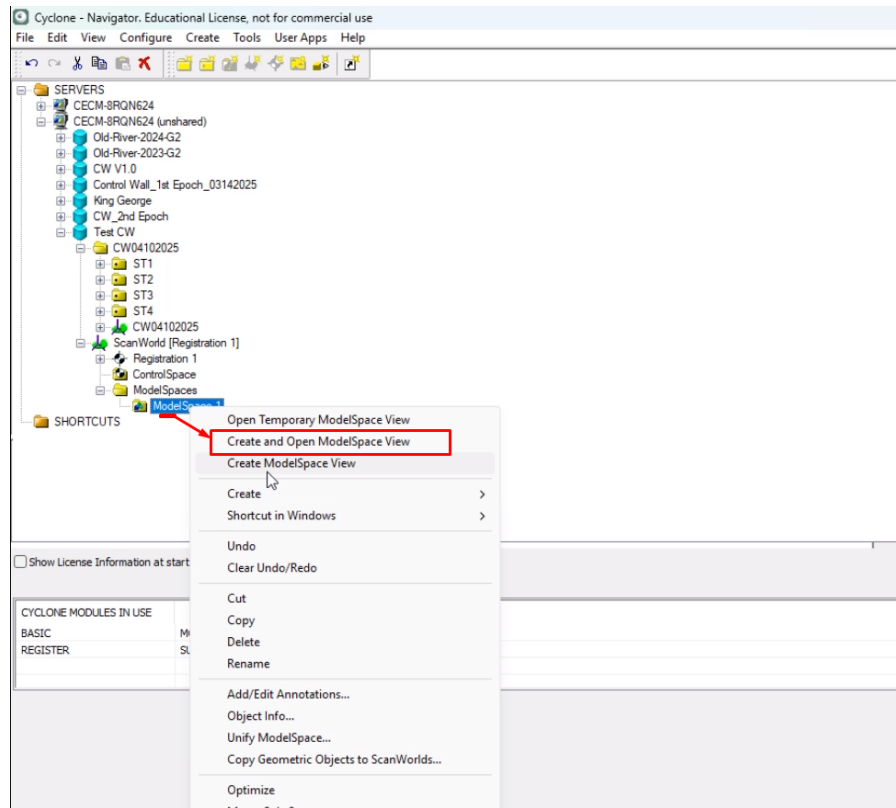 Cyclone - Navigator. Educational License, not for commercial use
File Edit View Configure Create Tools User Apps Help
SERVERS
CECM-8RQN624
CECM-8RQN624 (unshared)
Old-River-2024-G2
Old-River-2023-G2
CW V1.0
Control Wall_1st Epoch_03142025
King George
CW_2nd Epoch
Test CW
CW04102025
ST1
ST2
ST3
ST4
CW04102025
ScanWorld [Registration 1]
Registration 1
ControlSpace
ModelSpaces
ModelSpace 1
SHORTCUTS
Open Temporary ModelSpace View
Create and Open ModelSpace View
Create ModelSpace View
Create
Shortcut in Windows
Undo
Clear Undo/Redo
Cut
Copy
Delete
Rename
Add/Edit Annotations...
Object Info...
Unify ModelSpace...
Copy Geometric Objects to ScanWorlds...
Optimize
Show License Information at start
CYCLONE MODULES IN USE
BASIC
REGISTER